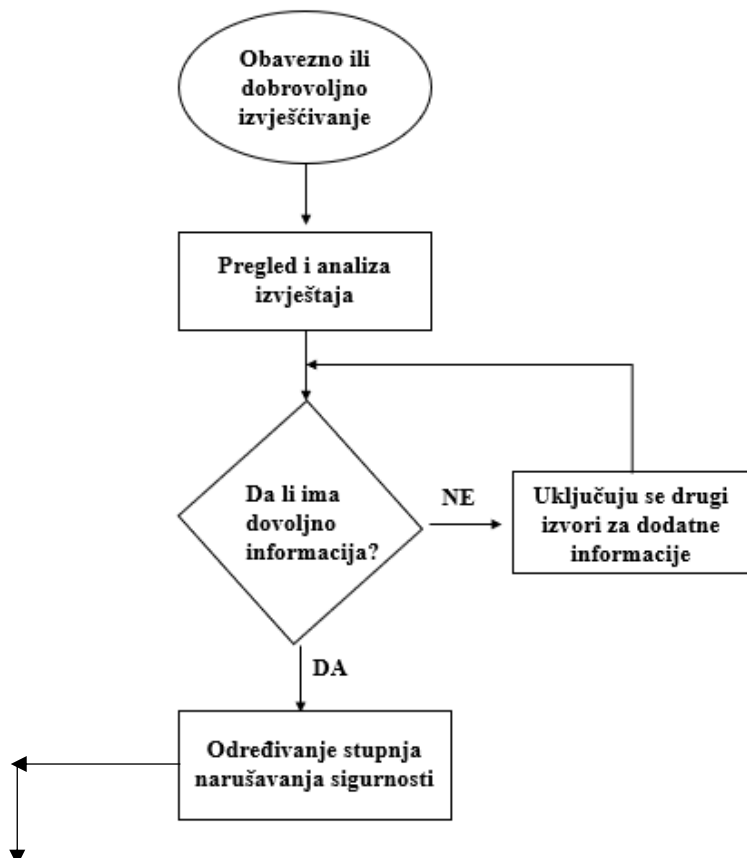 Obavezno ili
dobrovoljno
izvješćivanje
Pregled i analiza
izvještaja
Da li ima
dovoljno
informacija?
NE
Uključuju se drugi
izvori za dodatne
informacije
DA
Određivanje stupnja
narušavanja sigurnosti